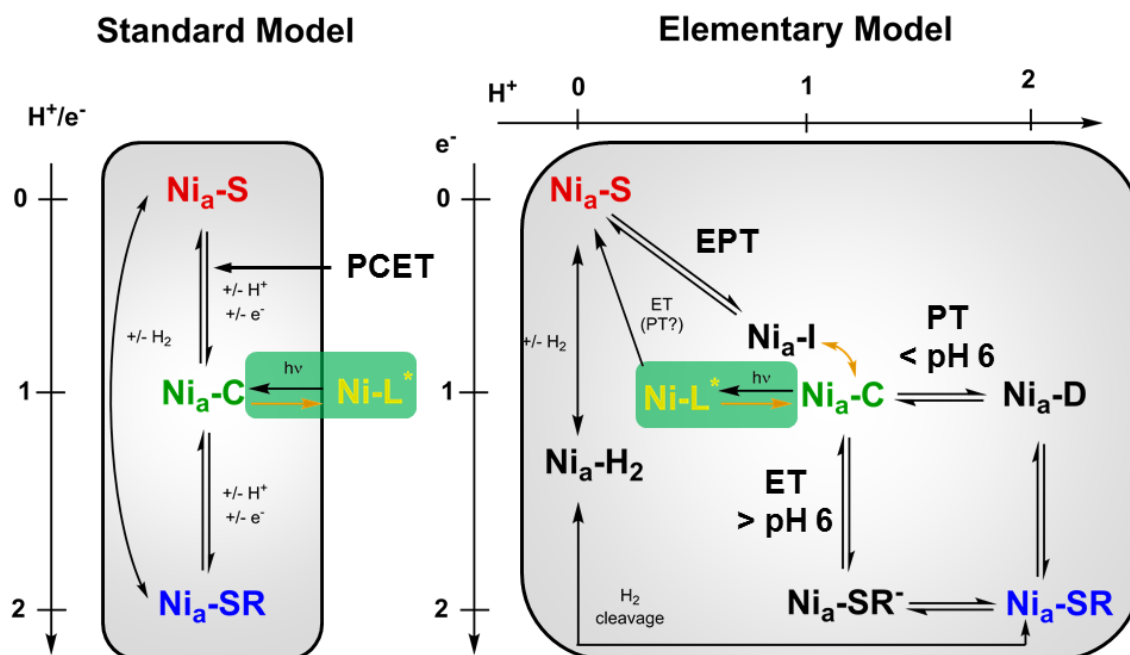 Standard Model
Elementary Model
H⁺/e⁻
0
1
2
Niₐ-S
PCET
+/- H⁺
+/- e⁻
+/- H₂
Niₐ-C
hν
Ni-L*
+/- H⁺
+/- e⁻
Niₐ-SR
H⁺
0
1
2
e⁻
0
1
2
Niₐ-S
EPT
ET
(PT?)
+/- H₂
Niₐ-I
PT
< pH 6
Ni-L*
hν
Niₐ-C
Niₐ-D
Niₐ-H₂
ET
> pH 6
H₂
cleavage
Niₐ-SR⁻
Niₐ-SR